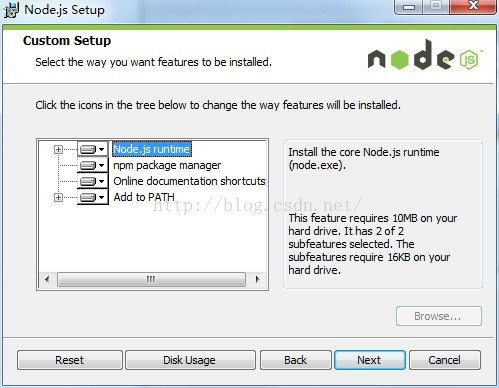 Node.js Setup
Custom Setup
Select the way you want features to be installed.
node
JS
Click the icons in the tree below to change the way features will be installed.
Node.js runtime
npm package manager
Online documentation shortcuts
Add to PATH
Install the core Node.js runtime
(node.exe).
This feature requires 10MB on your
hard drive. It has 2 of 2
subfeatures selected. The
subfeatures require 16KB on your
hard drive.
http://blog.csdn.net/
Browse...
Reset
Disk Usage
Back
Next
Cancel